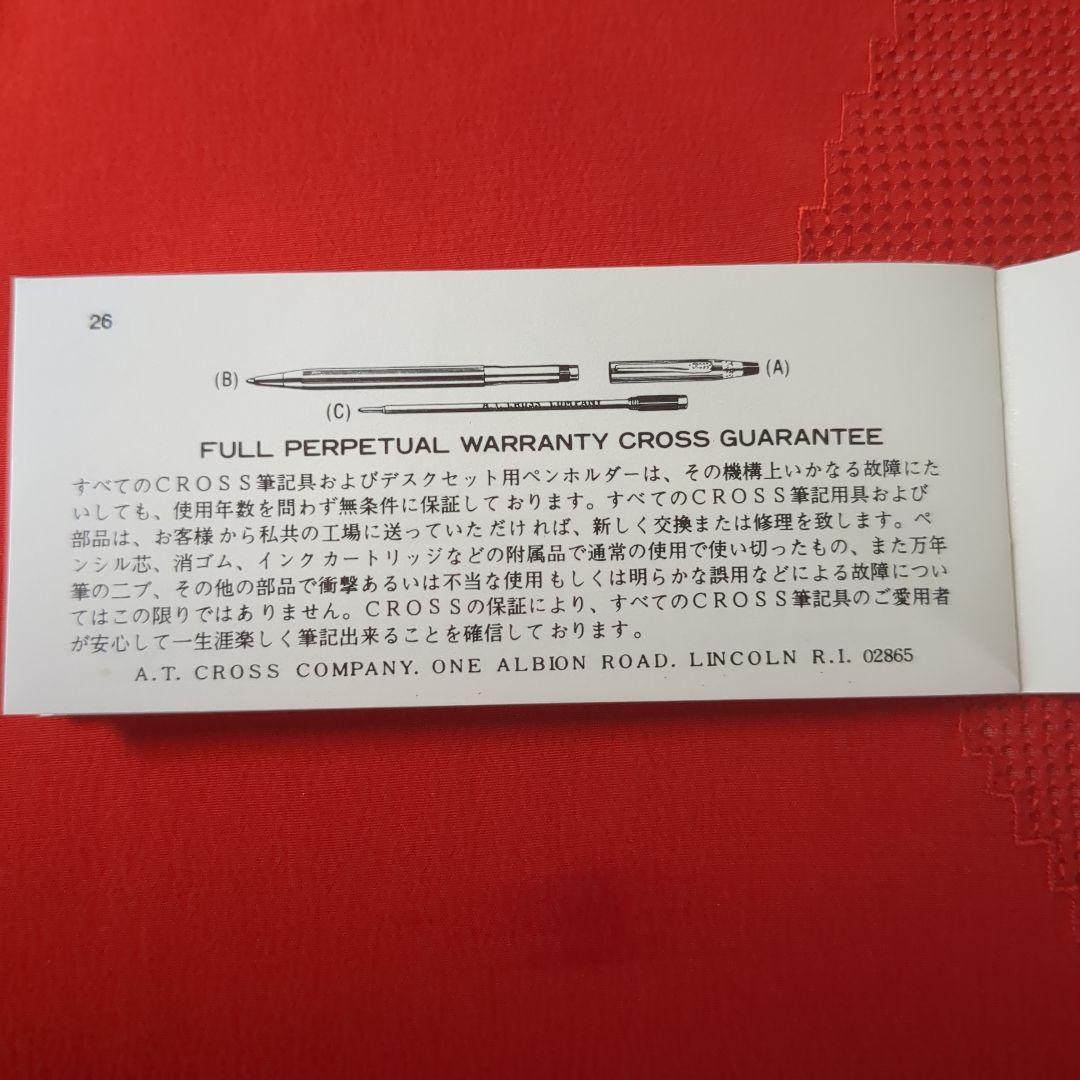 26
(B)
(A)
(C)
A.T. CROSS COMPANY
FULL PERPETUAL WARRANTY CROSS GUARANTEE
すべてのCROSS筆記具およびデスクセット用ペンホルダーは、その機構上いかなる故障にた
いしても、使用年数を問わず無条件に保証しております。すべてのCROSS筆記用具および
部品は、お客様から私共の工場に送っていただければ、新しく交換または修理を致します。ペ
ンシル芯、消ゴム、インクカートリッジなどの附属品で通常の使用で使い切ったもの、また万年
筆の二ブ、その他の部品で衝撃あるいは不当な使用もしくは明らかな誤用などによる故障につい
てはこの限りではありません。CROSSの保証により、すべてのCROSS筆記具のご愛用者
が安心して一生涯楽しく筆記出来ることを確信しております。
A.T. CROSS COMPANY. ONE ALBION ROAD. LINCOLN R.I. 02865